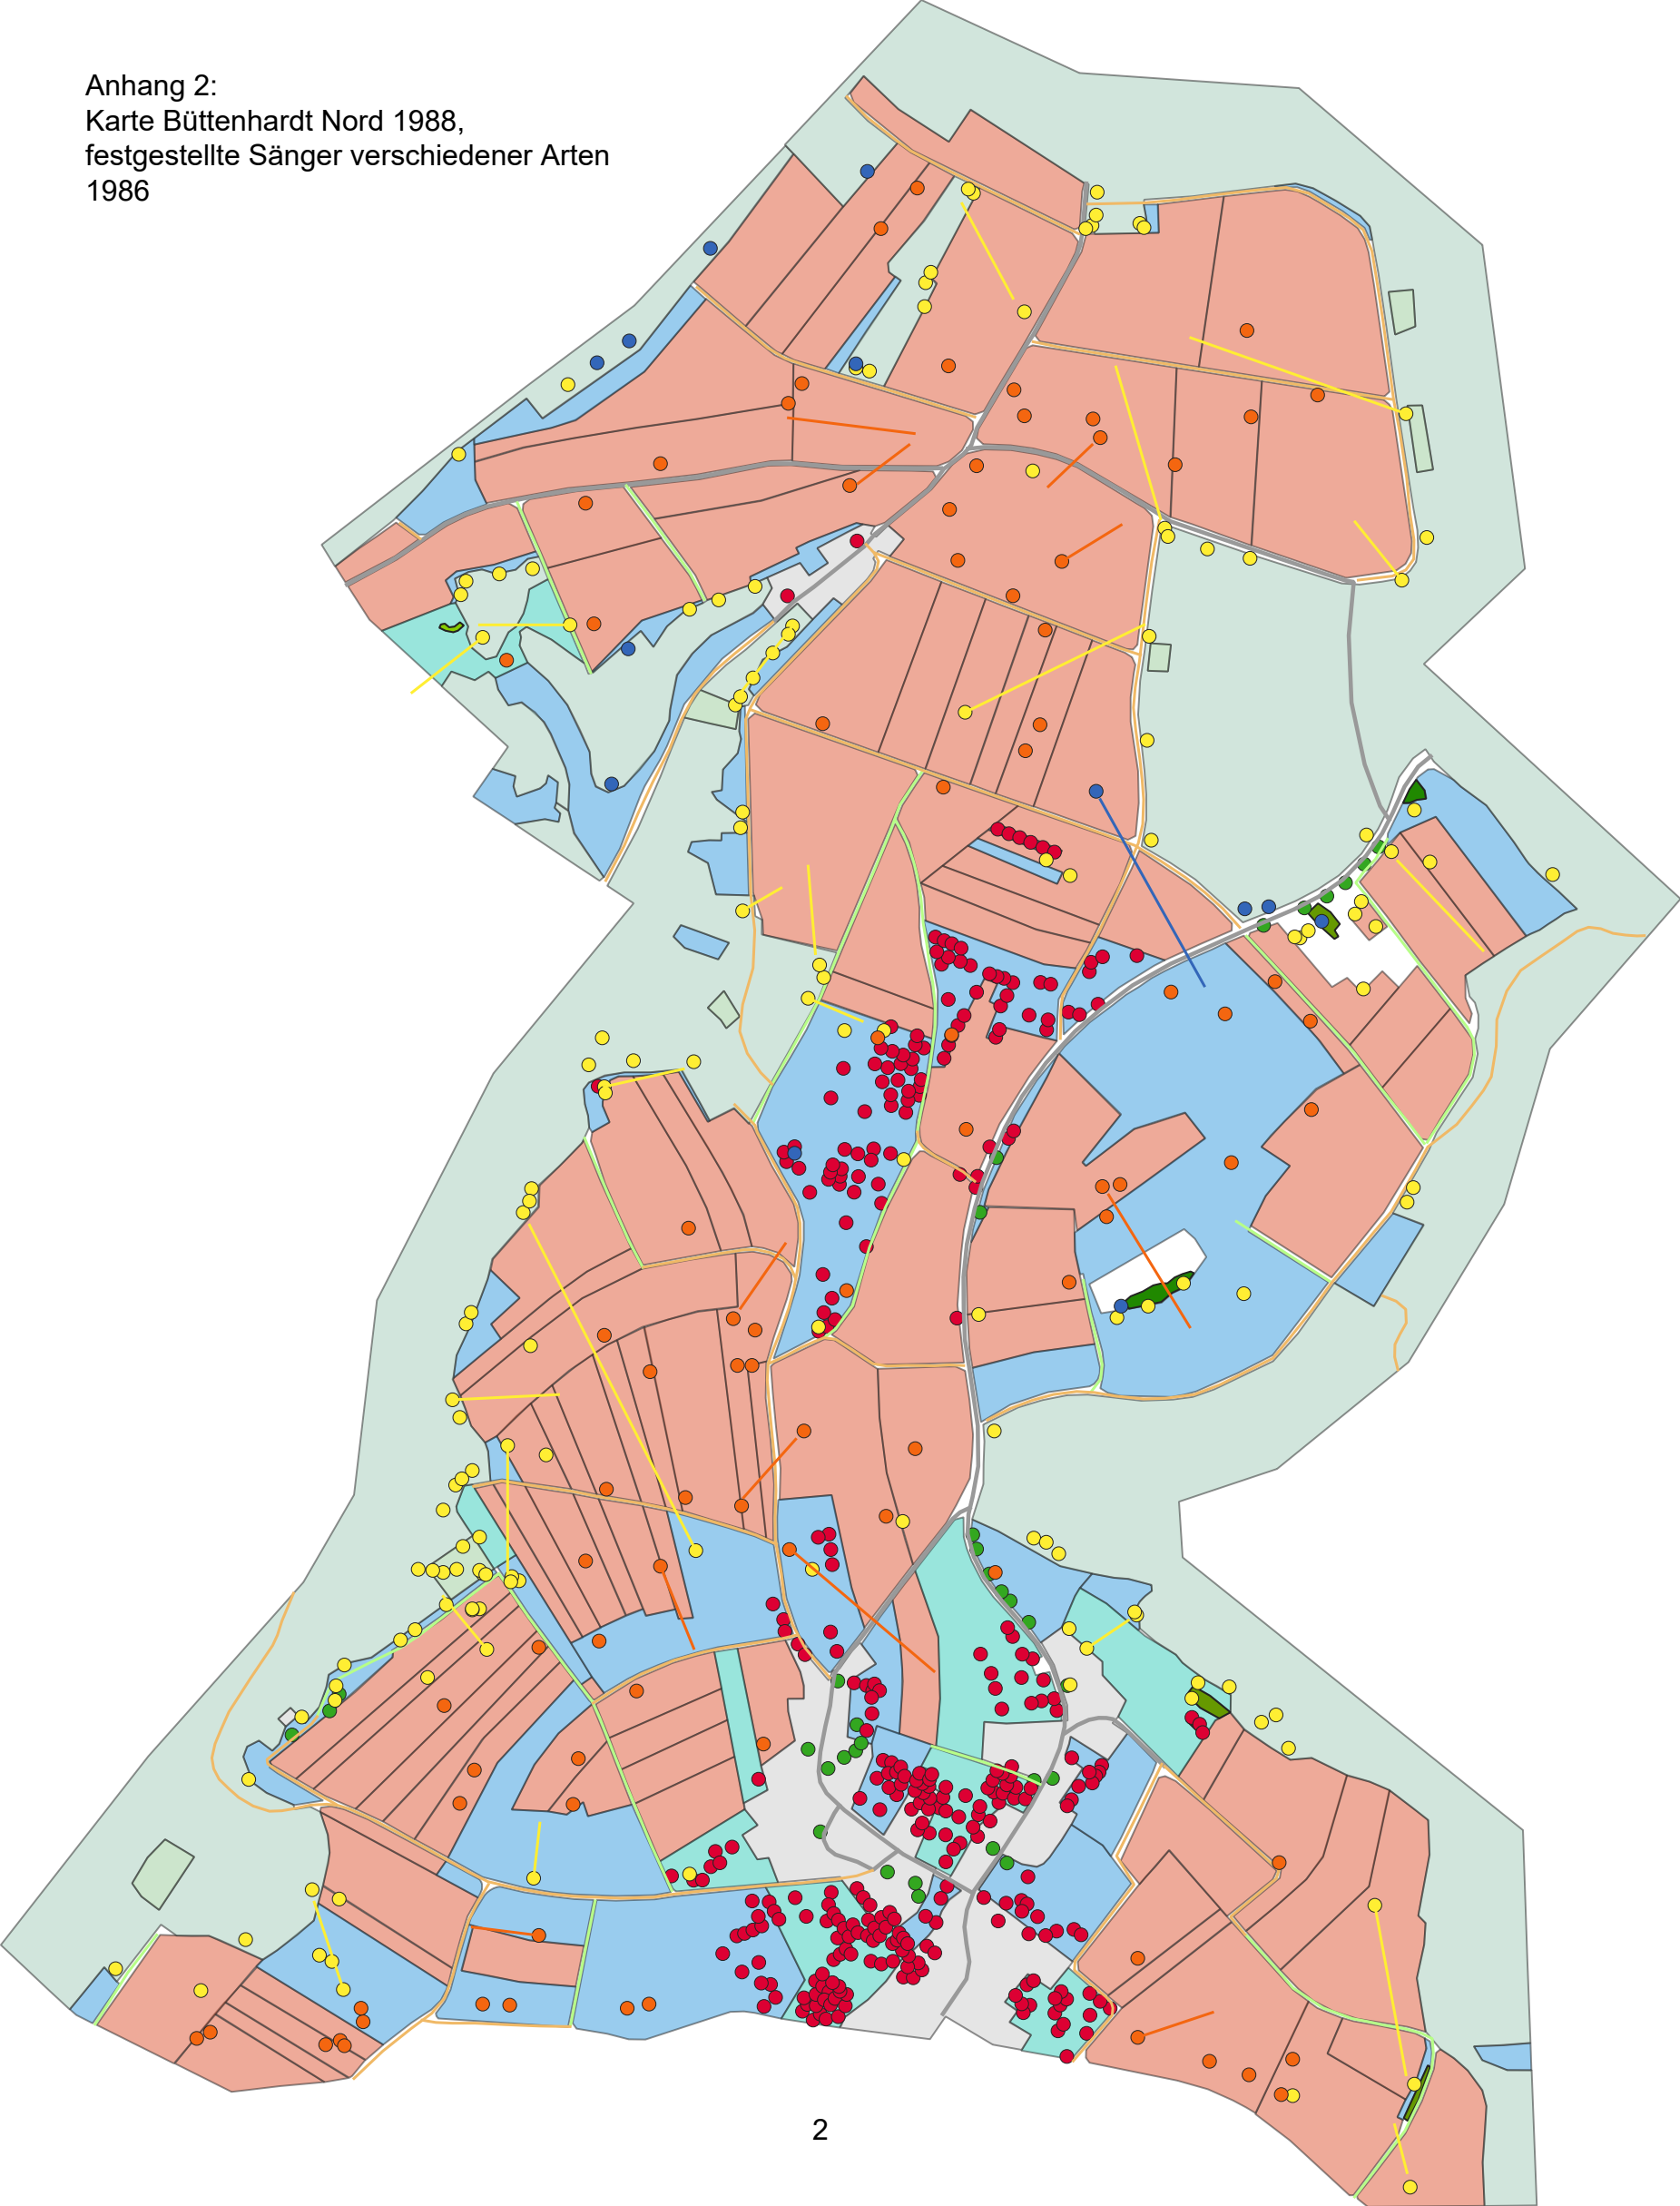 Anhang 2:
Karte Büttenhardt Nord 1988,
festgestellte Sänger verschiedener Arten
1986
2